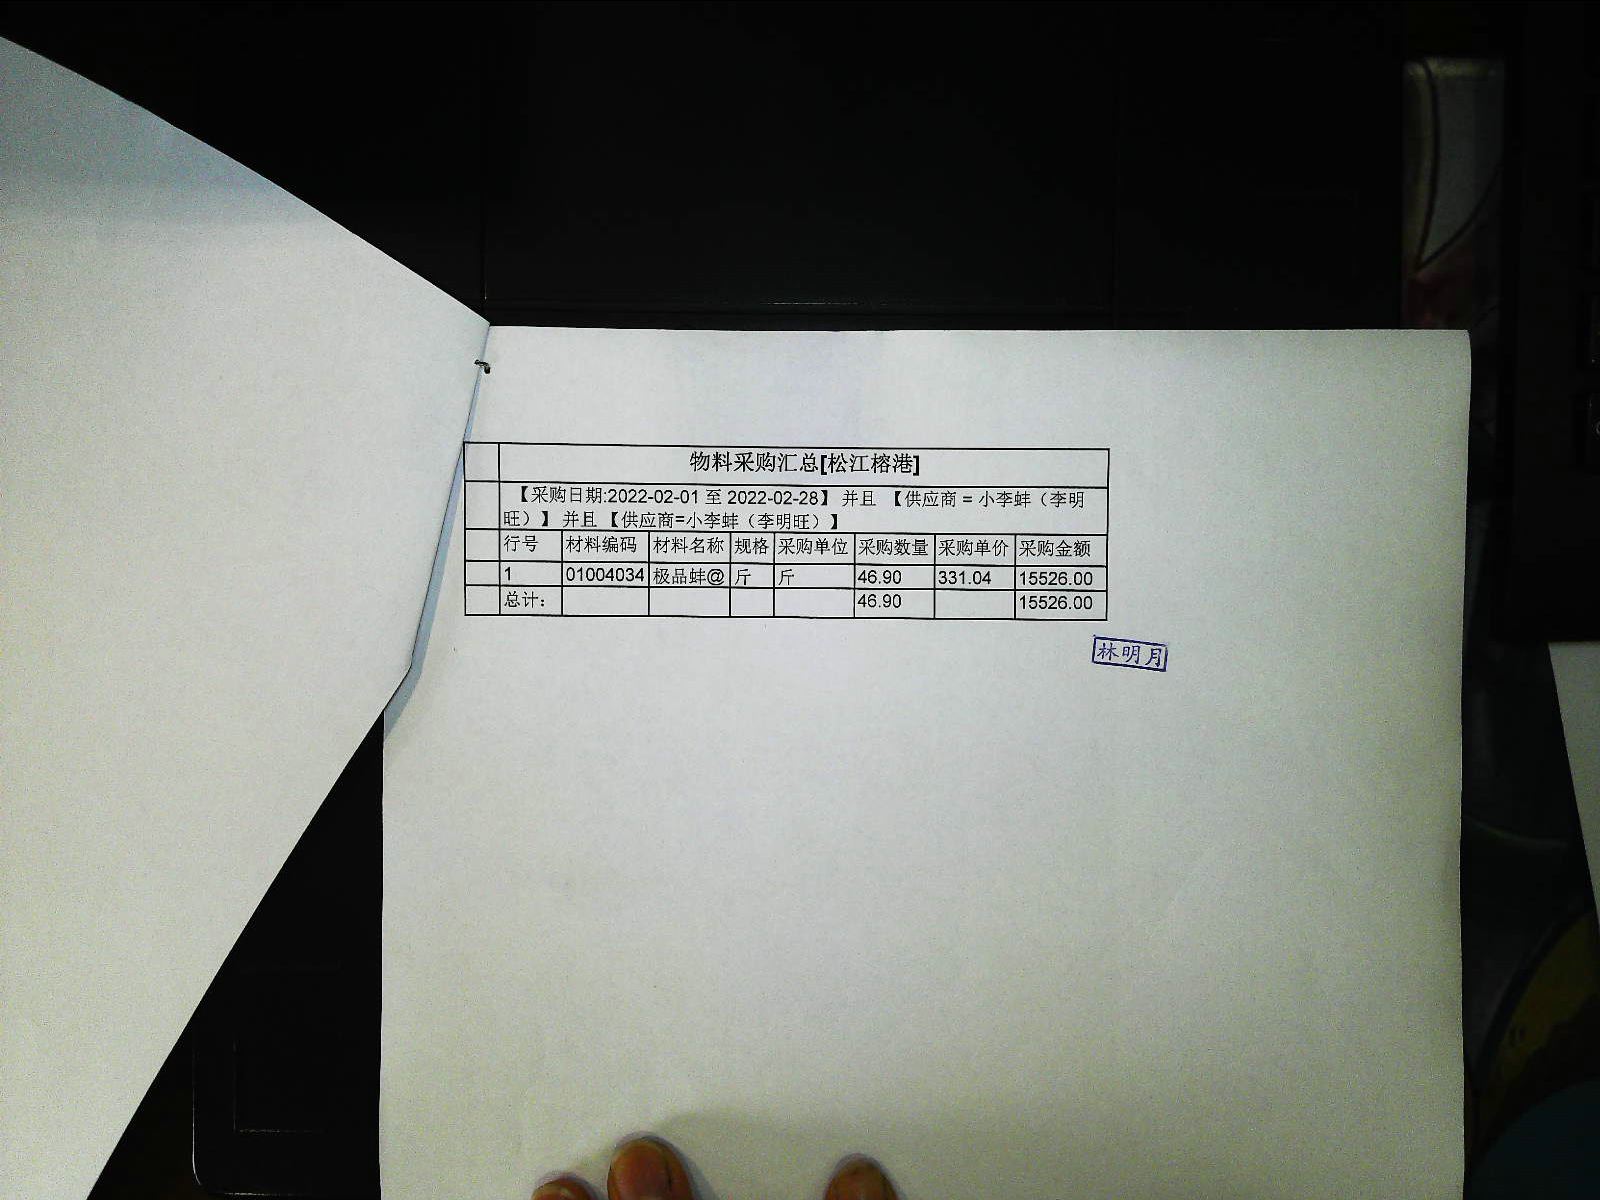 物料采购汇总[松江榕港]
【采购日期:2022-02-01 至 2022-02-28】 并且 【供应商 = 小李蚌（李明
旺）】 并且 【供应商=小李蚌（李明旺）】
行号 材料编码 材料名称 规格 采购单位 采购数量 采购单价 采购金额
1 01004034 极品蚌@ 斤 斤 46.90 331.04 15526.00
总计： 46.90 15526.00
林明月